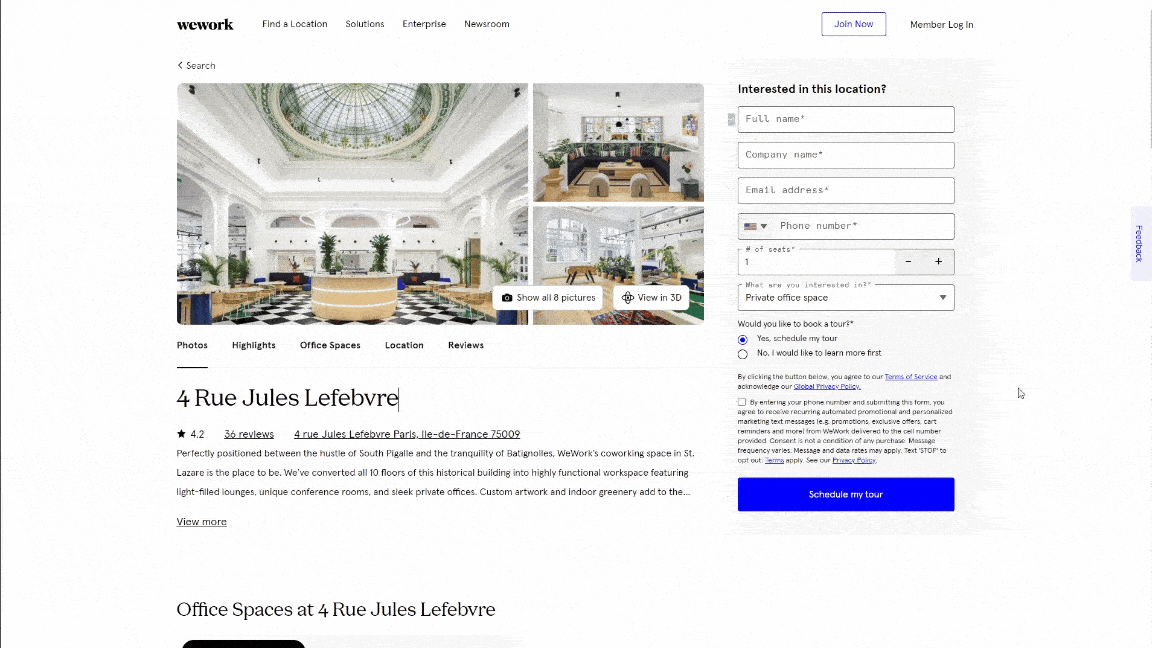 wework
Find a Location
Solutions
Enterprise
Newsroom
Join Now
Member Log In
Search
Show all 8 pictures
View in 3D
Photos
Highlights
Office Spaces
Location
Reviews
4 Rue Jules Lefebvre
4.2
36 reviews
4 rue Jules Lefebvre Paris, Ile-de-France 75009
Perfectly positioned between the hustle of South Pigalle and the tranquility of Batignolles, WeWork's coworking space in St.
Lazare is the place to be. We've converted all 10 floors of this historical building into highly functional workspace featuring
light-filled lounges, unique conference rooms, and sleek private offices. Custom artwork and indoor greenery add to the...
View more
Office Spaces at 4 Rue Jules Lefebvre
Interested in this location?
Full name*
Company name*
Email address*
Phone number*
# of seats*
1
- +
What are you interested in?*
Private office space
Would you like to book a tour?*
Yes, schedule my tour
No, I would like to learn more first
By clicking the button below, you agree to our Terms of Service and
acknowledge our Global Privacy Policy.
By entering your phone number and submitting this form, you
agree to receive recurring automated promotional and personalized
marketing text messages (e.g. promotions, exclusive offers, cart
reminders and more) from WeWork delivered to the cell number
provided. Consent is not a condition of any purchase. Message
frequency varies. Message and data rates may apply. Text 'STOP' to
opt out. Terms apply. See our Privacy Policy.
Schedule my tour
Feedback